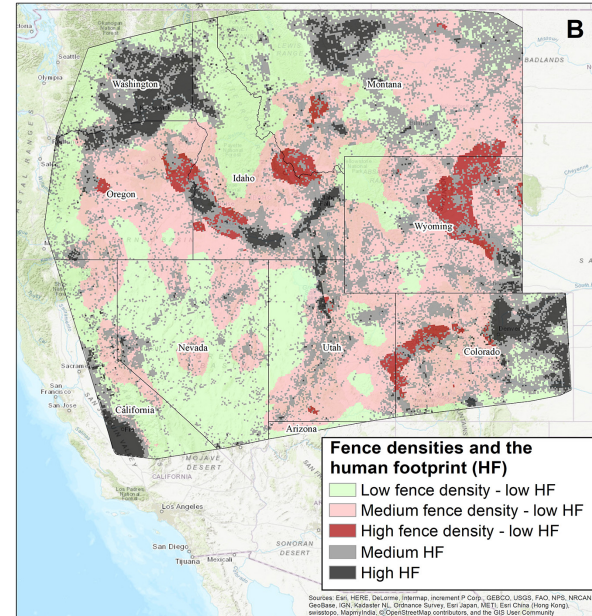 B
Seattle
Olympia
Washington
Montana
BADLANDS
Oregon
Idaho
Wyoming
Cheyenne
Sacram
Nevada
Utah
Colorado
San
Francisco
San Jose
California
Arizona
MOJAVE
DESERT
CALIFORNIA
Los Angeles
SONORAN
DESERT
San Diego
Mexicali
Tijuana
Fence densities and the
human footprint (HF)
Low fence density - low HF
Medium fence density - low HF
High fence density - low HF
Medium HF
High HF
Sources: Esri, HERE, DeLorme, Intermap, increment P Corp., GEBCO, USGS, FAO, NPS, NRCAN,
GeoBase, IGN, Kadaster NL, Ordnance Survey, Esri Japan, METI, Esri China (Hong Kong),
swisstopo, MapmyIndia, © OpenStreetMap contributors, and the GIS User Community